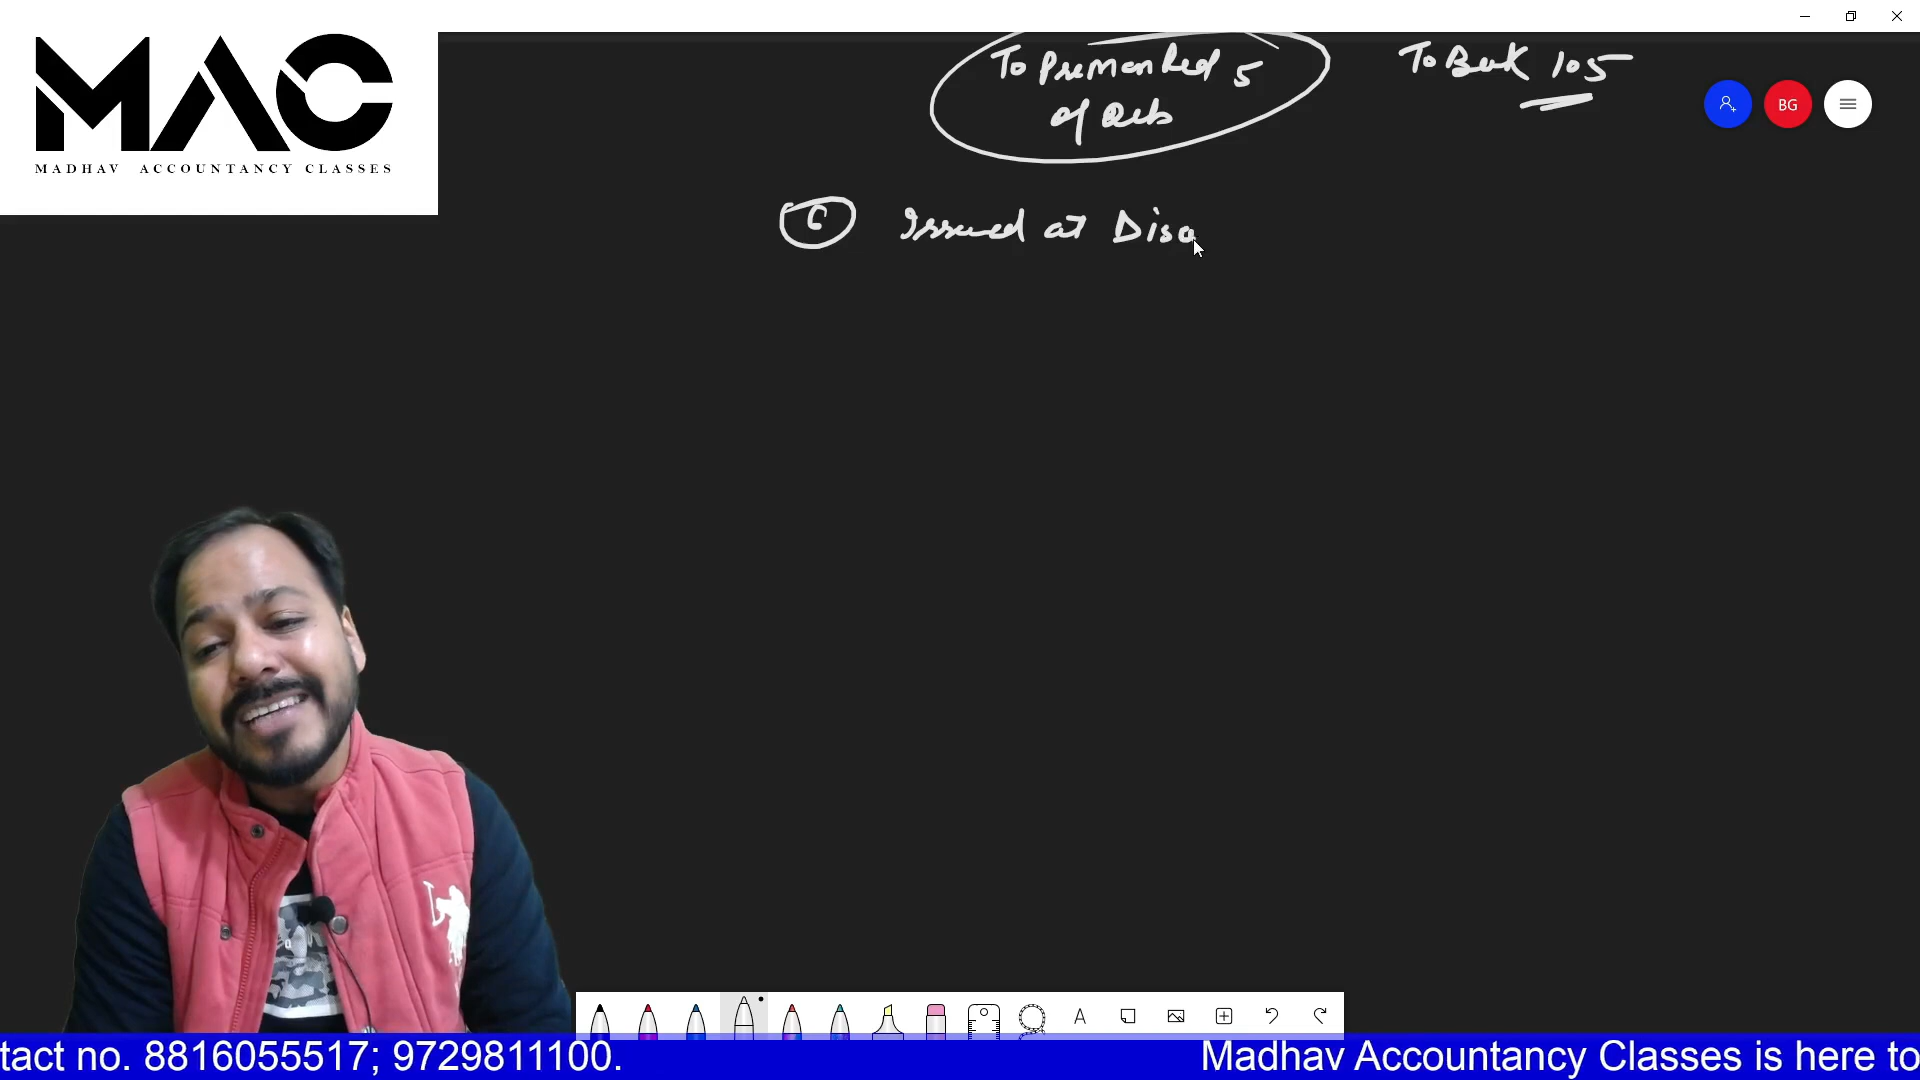 MAC
MADHAV ACCOUNTANCY CLASSES
To Prem on Red 5
of Deb
To Bank 105
BG
6 Issued at Disc
A
tact no. 8816055517; 9729811100.
Madhav Accountancy Classes is here to